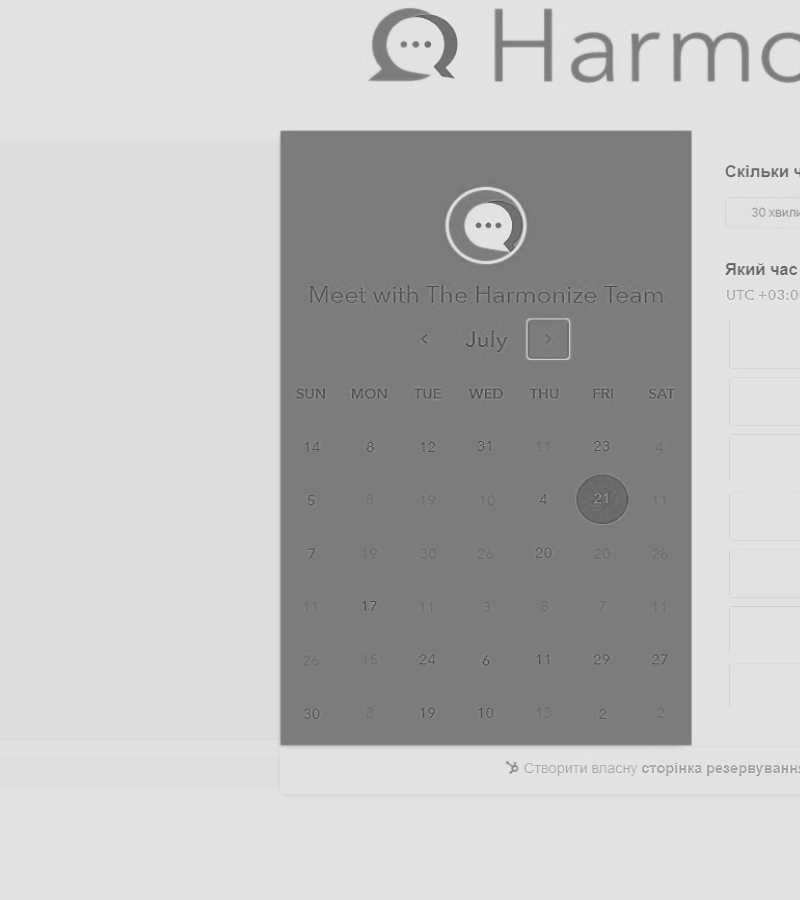 Harmo
Meet with The Harmonize Team
July
SUN MON TUE WED THU FRI SAT
14 8 12 31 11 23 4
5 8 19 10 4 21 11
7 19 30 26 20 20 28
11 17 11 3 8 7 11
26 15 24 6 11 29 27
30 8 19 10 13 2 2
Скільки ч
30 хвили
Який час
UTC +03:0
Створити власну сторінка резервування